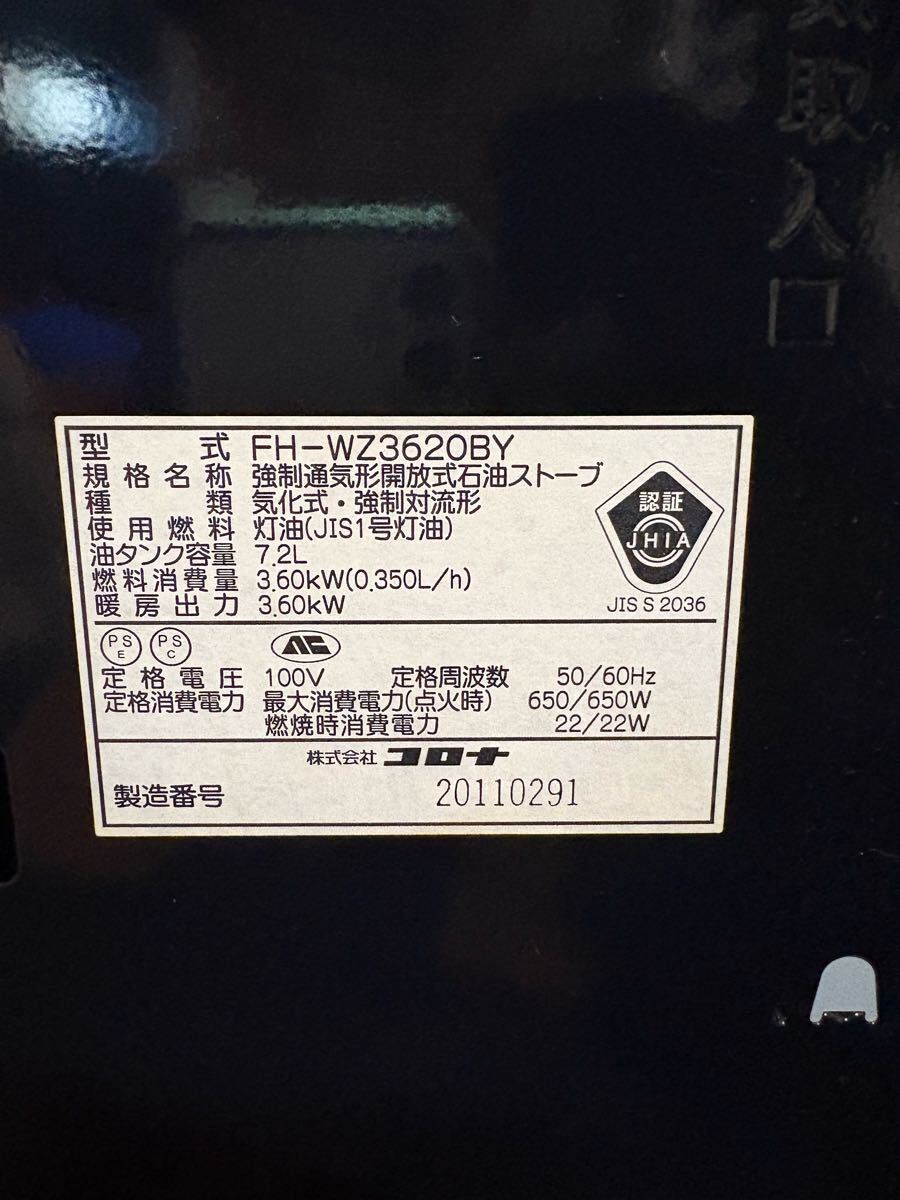 取入口
型式 FH-WZ3620BY
規格名称 強制通気形開放式石油ストーブ
種類 気化式・強制対流形
使用燃料 灯油(JIS1号灯油)
油タンク容量 7.2L
燃料消費量 3.60kW(0.350L/h)
暖房出力 3.60kW
認証
JHIA
JIS S 2036
PS E PS C
定格電圧 100V 定格周波数 50/60Hz
定格消費電力 最大消費電力(点火時) 650/650W
燃焼時消費電力 22/22W
株式会社 コロナ
製造番号 20110291